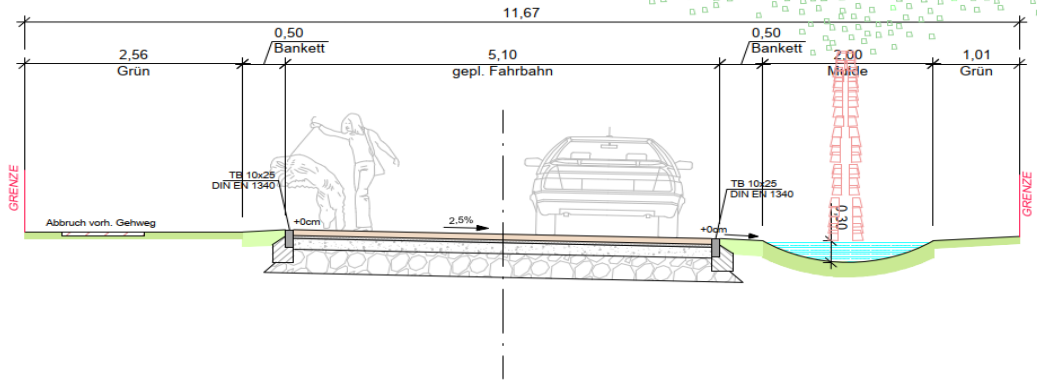 11,67
2,56
Grün
0,50
Bankett
5,10
gepl. Fahrbahn
0,50
Bankett
2,00
Mulde
1,01
Grün
GRENZE
Abbruch vorh. Gehweg
TB 10x25
DIN EN 1340
+0cm
2,5%
+0cm
TB 10x25
DIN EN 1340
0,30
GRENZE